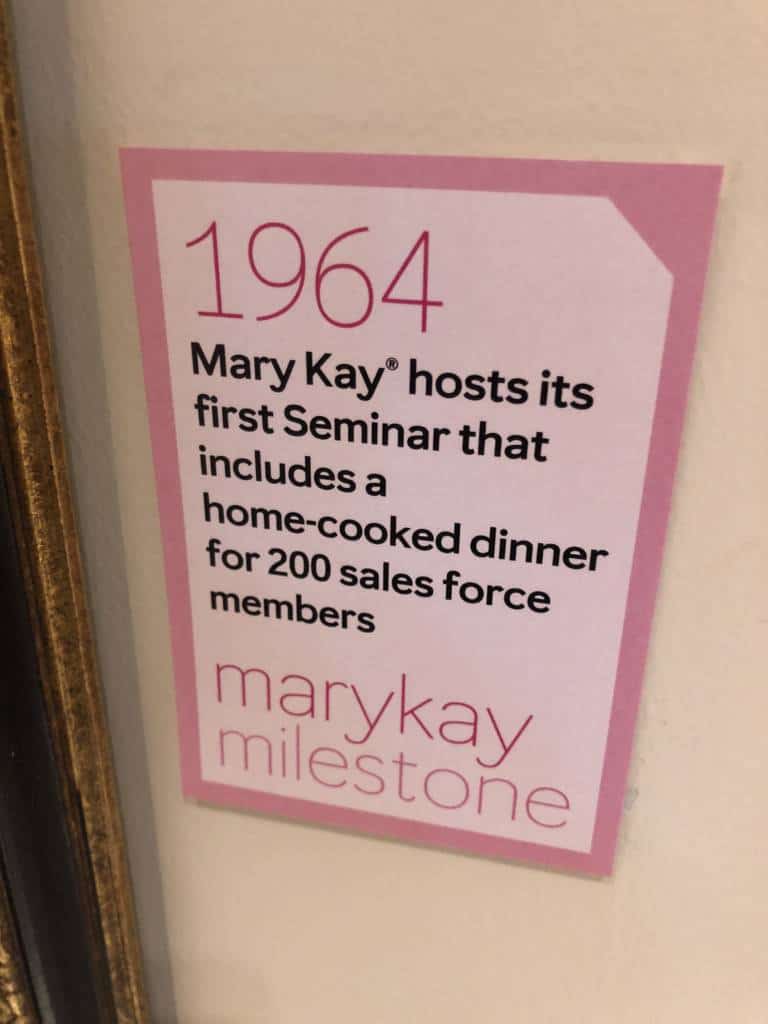 1964
Mary Kay® hosts its
first Seminar that
includes a
home-cooked dinner
for 200 sales force
members
marykay
milestone